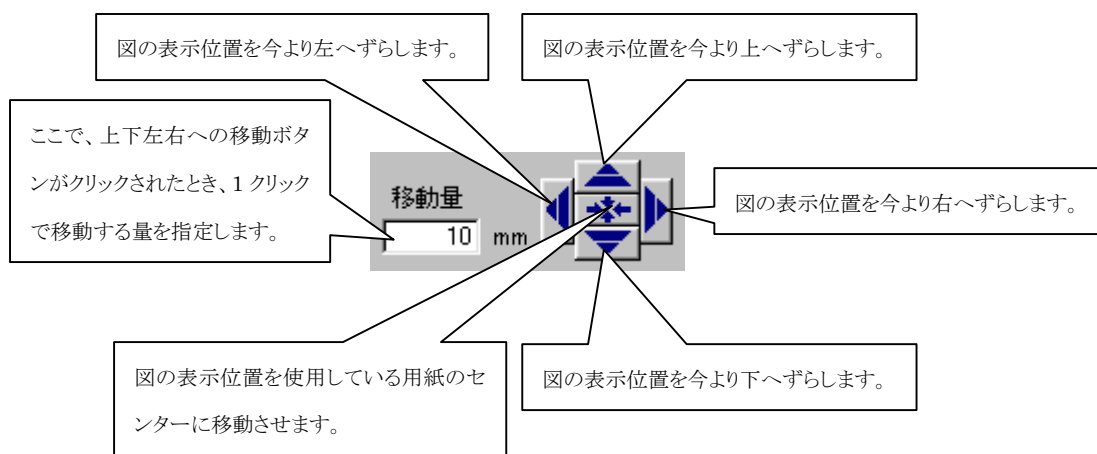 図の表示位置を今より左へずらします。
図の表示位置を今より上へずらします。
ここで、上下左右への移動ボタ
ンがクリックされたとき、1 クリック
で移動する量を指定します。
移動量
10 mm
図の表示位置を今より右へずらします。
図の表示位置を使用している用紙のセ
ンターに移動させます。
図の表示位置を今より下へずらします。